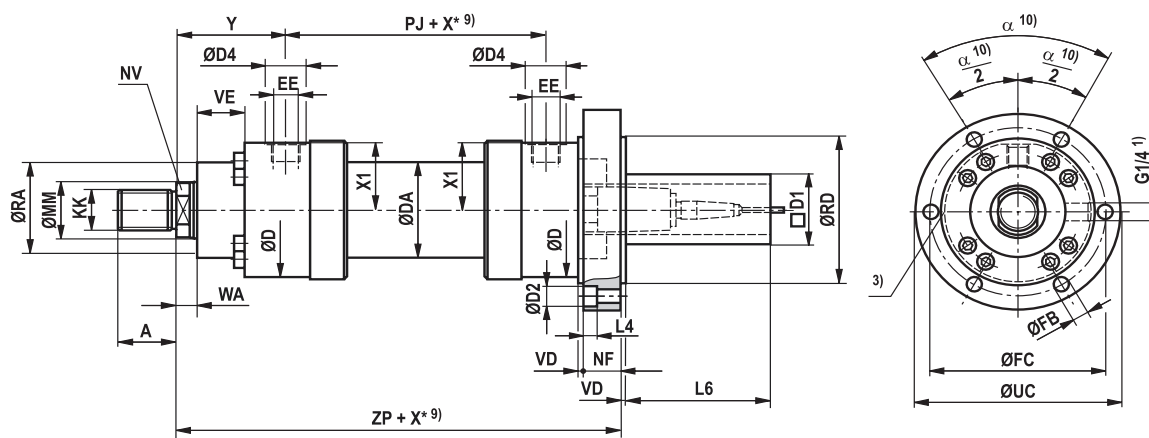 Y
PJ + X* 9)
ØD4
ØD4
NV
EE
EE
VE
ØRA
ØMM
KK
X1
ØDA
X1
D1
ØRD
ØD
ØD
WA
A
ØD2
L4
VD
NF
VD
L6
ZP + X* 9)
α 10)
α 10)
2
α 10)
2
G1/4 1)
3)
ØFB
ØFC
ØUC